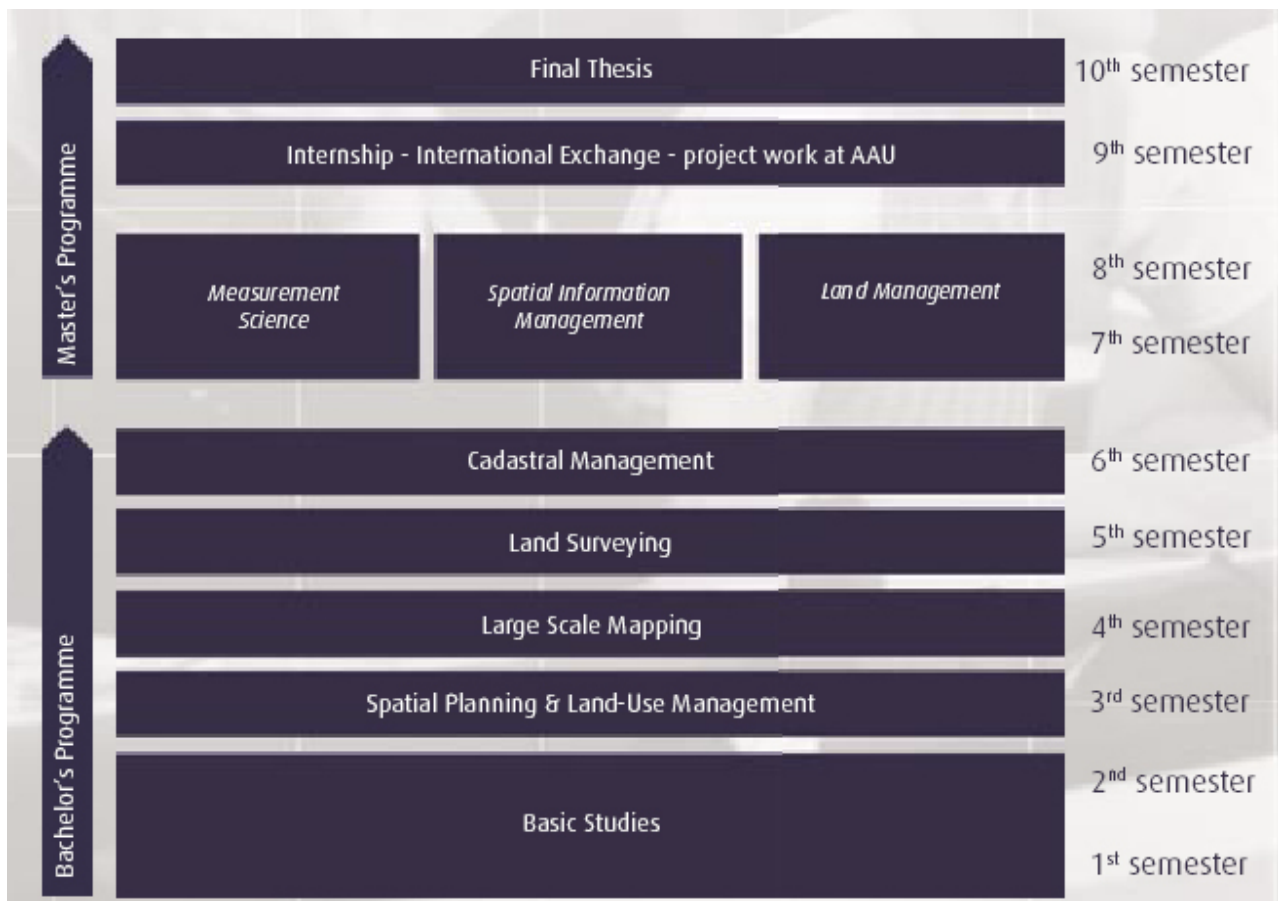 Master's Programme
Final Thesis
10th semester
Internship - International Exchange - project work at AAU
9th semester
Measurement
Science
Spatial Information
Management
Land Management
8th semester
7th semester
Bachelor's Programme
Cadastral Management
6th semester
Land Surveying
5th semester
Large Scale Mapping
4th semester
Spatial Planning & Land-Use Management
3rd semester
Basic Studies
2nd semester
1st semester